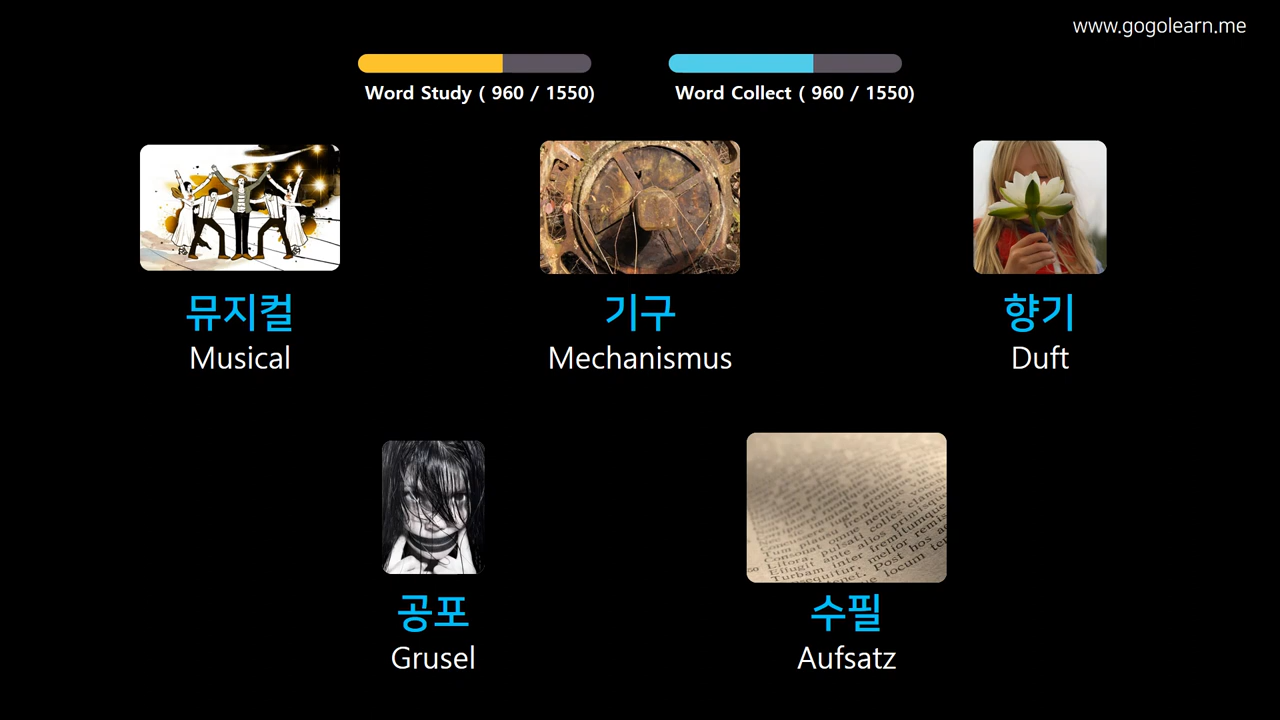 www.gogolearn.me
Word Study ( 960 / 1550)
Word Collect ( 960 / 1550)
뮤지컬
Musical
기구
Mechanismus
향기
Duft
공포
Grusel
수필
Aufsatz